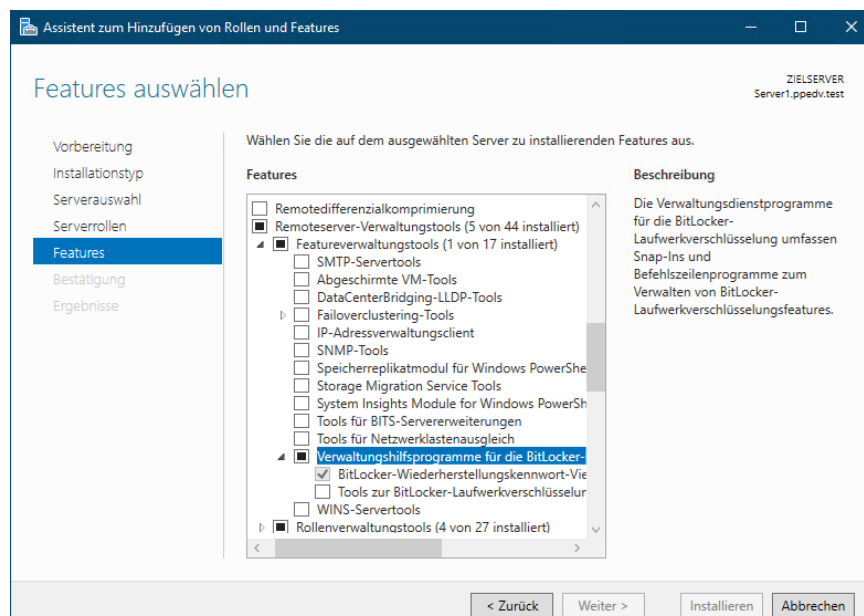 Assistent zum Hinzufügen von Rollen und Features
Features auswählen
ZIELSERVER
Server1.ppedv.test
Vorbereitung
Installationstyp
Serverauswahl
Serverrollen
Features
Bestätigung
Ergebnisse
Wählen Sie die auf dem ausgewählten Server zu installierenden Features aus.
Features
Remotedifferenzialkomprimierung
Remoteserver-Verwaltungstools (5 von 44 installiert)
Featureverwaltungstools (1 von 17 installiert)
SMTP-Servertools
Abgeschirmte VM-Tools
DataCenterBridging-LLDP-Tools
Failoverclustering-Tools
IP-Adressverwaltungsclient
SNMP-Tools
Speicherreplikatmodul für Windows PowerShe
Storage Migration Service Tools
System Insights Module for Windows PowerSh
Tools für BITS-Servererweiterungen
Tools für Netzwerklastenausgleich
Verwaltungshilfsprogramme für die BitLocker-
BitLocker-Wiederherstellungskennwort-Vie
Tools zur BitLocker-Laufwerkverschlüsselur
WINS-Servertools
Rollenverwaltungstools (4 von 27 installiert)
Beschreibung
Die Verwaltungsdienstprogramme
für die BitLocker-
Laufwerkverschlüsselung umfassen
Snap-Ins und
Befehlszeilenprogramme zum
Verwalten von BitLocker-
Laufwerkverschlüsselungsfeatures.
< Zurück
Weiter >
Installieren
Abbrechen